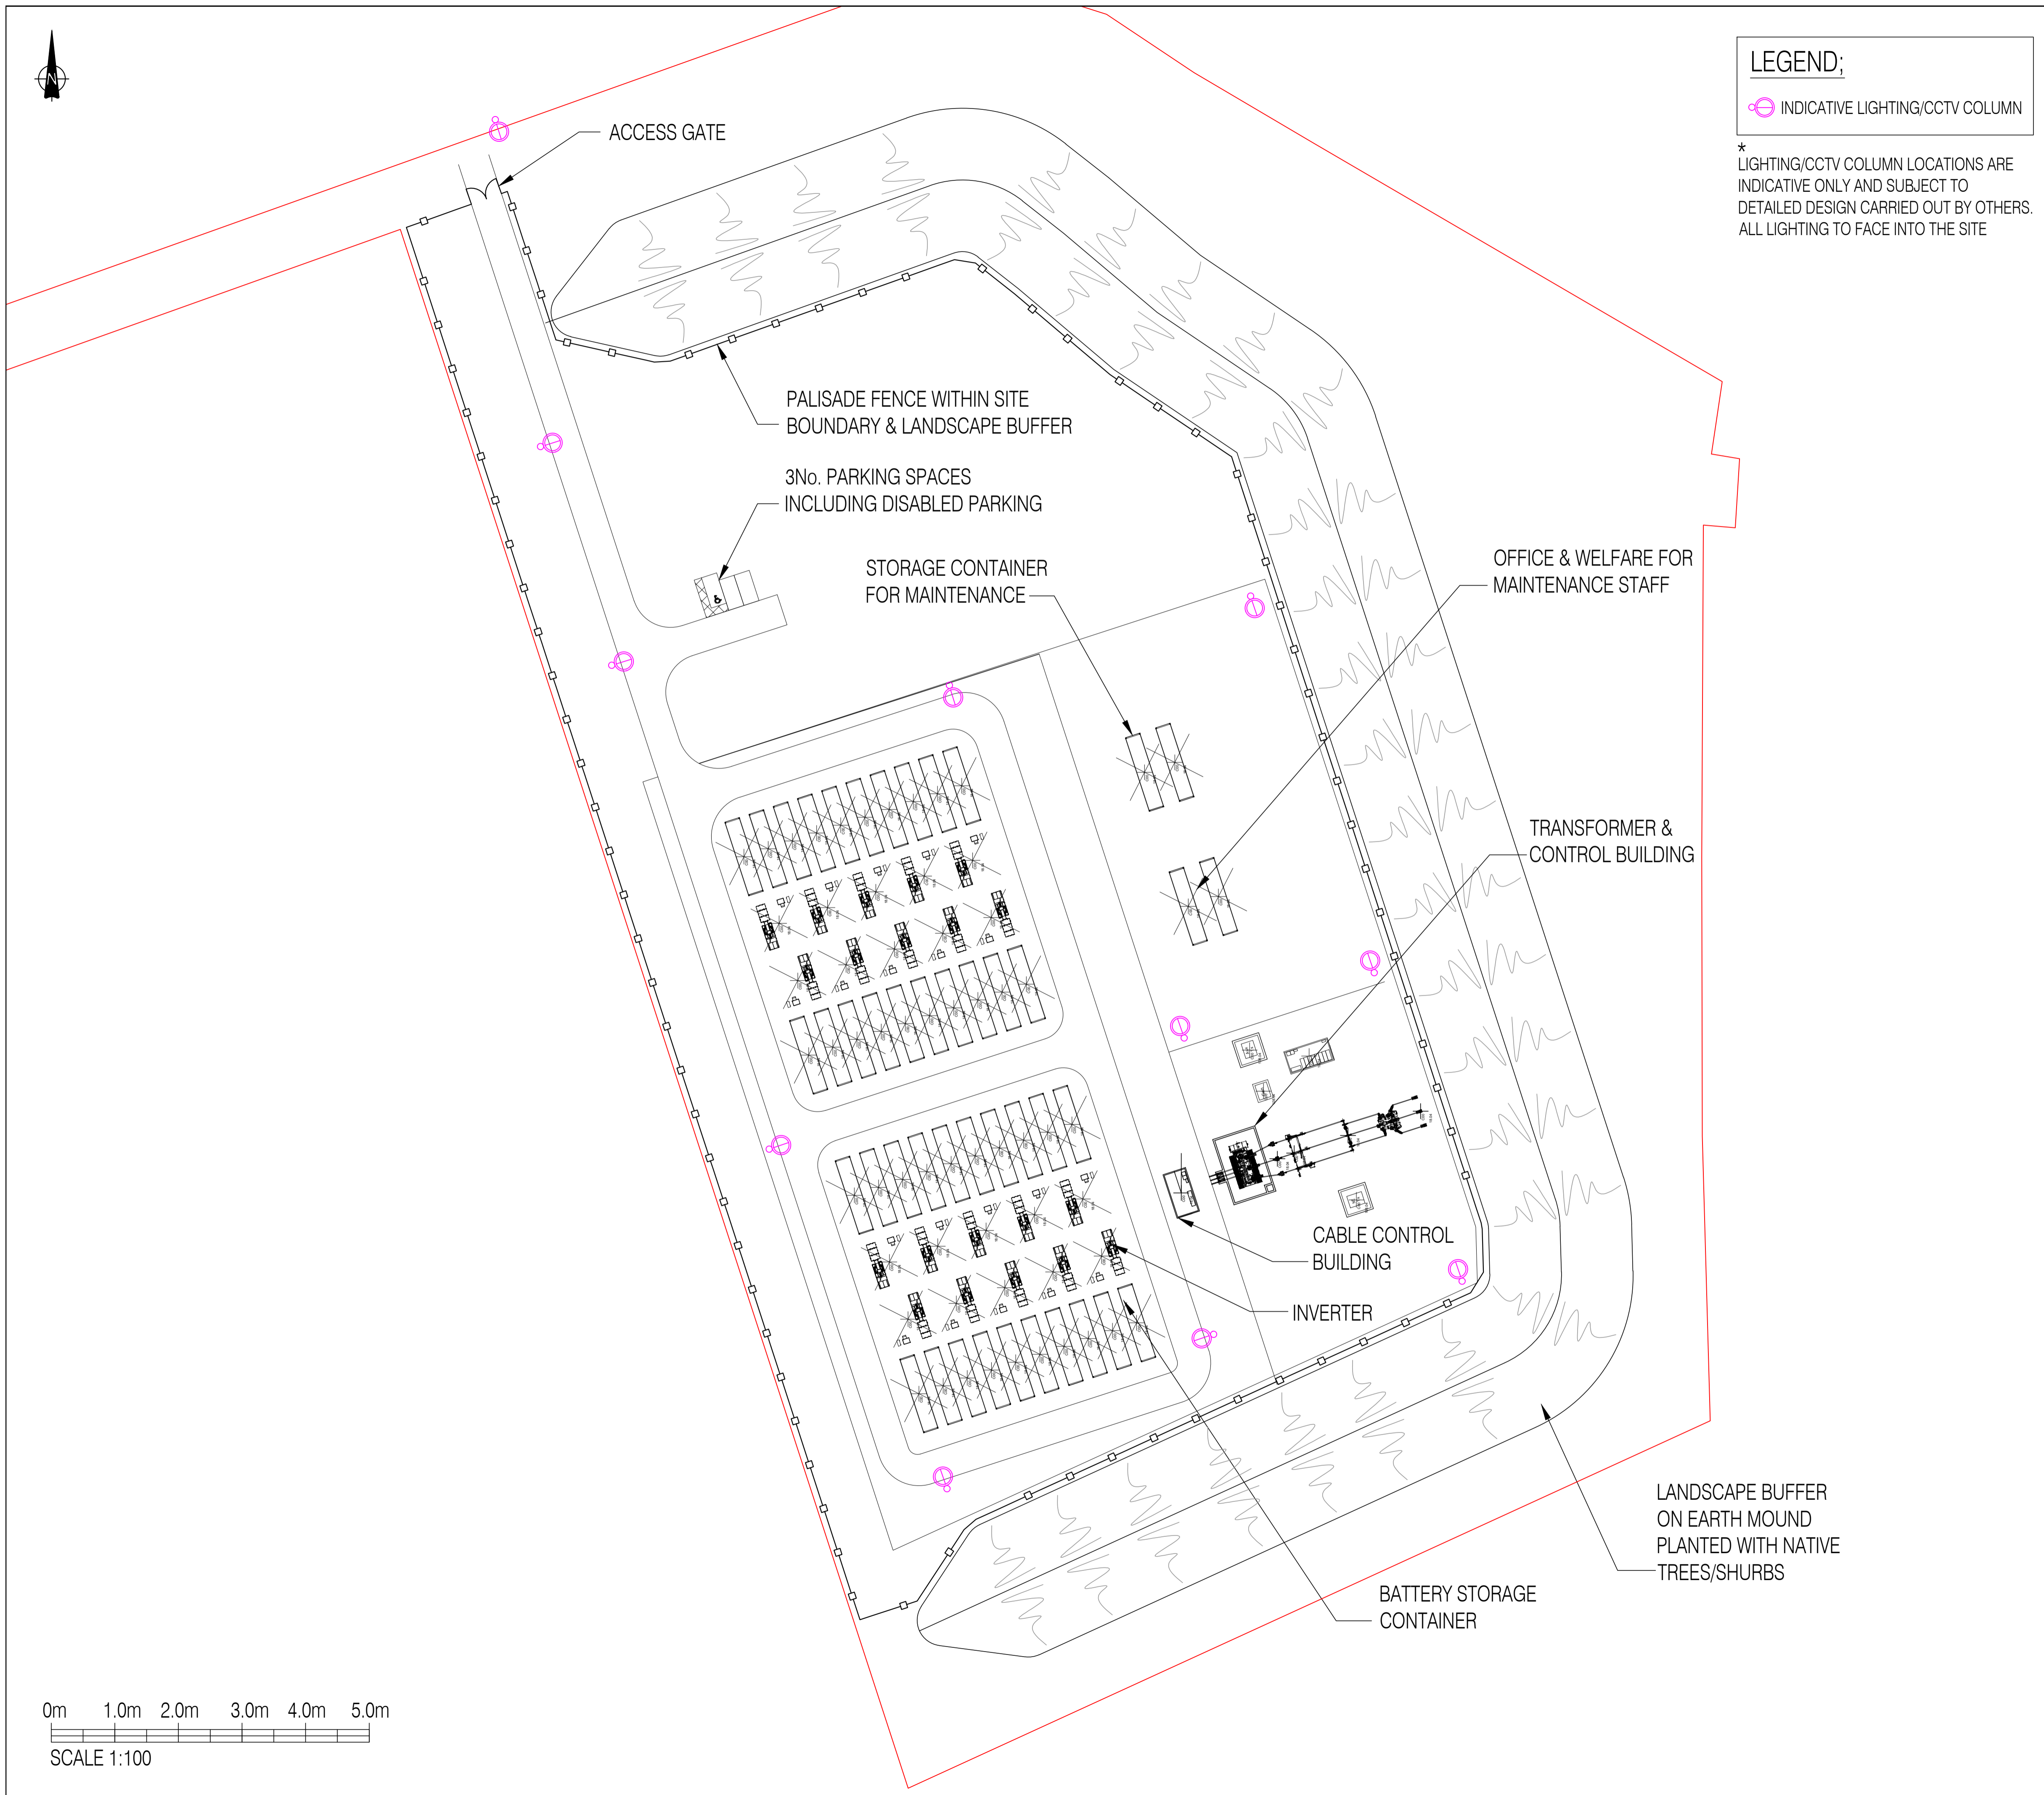 N
LEGEND;
INDICATIVE LIGHTING/CCTV COLUMN
*
LIGHTING/CCTV COLUMN LOCATIONS ARE
INDICATIVE ONLY AND SUBJECT TO
DETAILED DESIGN CARRIED OUT BY OTHERS.
ALL LIGHTING TO FACE INTO THE SITE
ACCESS GATE
PALISADE FENCE WITHIN SITE
BOUNDARY & LANDSCAPE BUFFER
3No. PARKING SPACES
INCLUDING DISABLED PARKING
STORAGE CONTAINER
FOR MAINTENANCE
OFFICE & WELFARE FOR
MAINTENANCE STAFF
TRANSFORMER &
CONTROL BUILDING
CABLE CONTROL
BUILDING
INVERTER
LANDSCAPE BUFFER
ON EARTH MOUND
PLANTED WITH NATIVE
TREES/SHURBS
BATTERY STORAGE
CONTAINER
0m 1.0m 2.0m 3.0m 4.0m 5.0m
SCALE 1:100